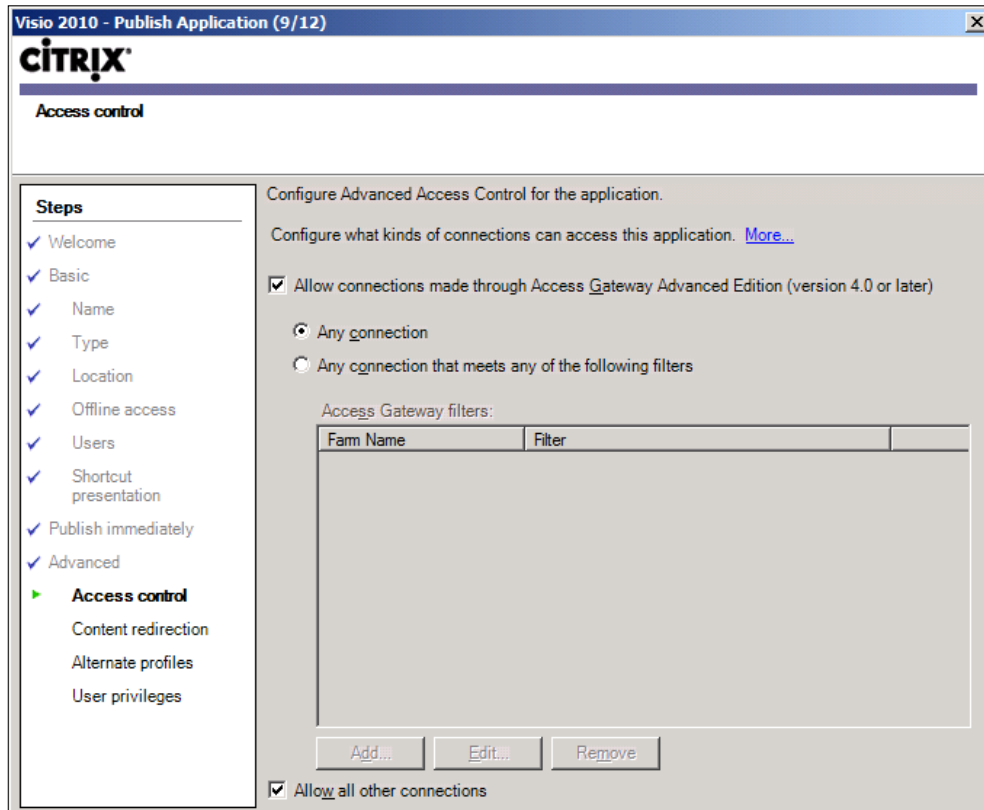 Visio 2010 - Publish Application (9/12)
CİTRIX®
Access control
Steps
Welcome
Basic
Name
Type
Location
Offline access
Users
Shortcut
presentation
Publish immediately
Advanced
Access control
Content redirection
Alternate profiles
User privileges
Configure Advanced Access Control for the application.
Configure what kinds of connections can access this application. More...
Allow connections made through Access Gateway Advanced Edition (version 4.0 or later)
Any connection
Any connection that meets any of the following filters
Access Gateway filters:
Farm Name Filter
Add... Edit... Remove
Allow all other connections